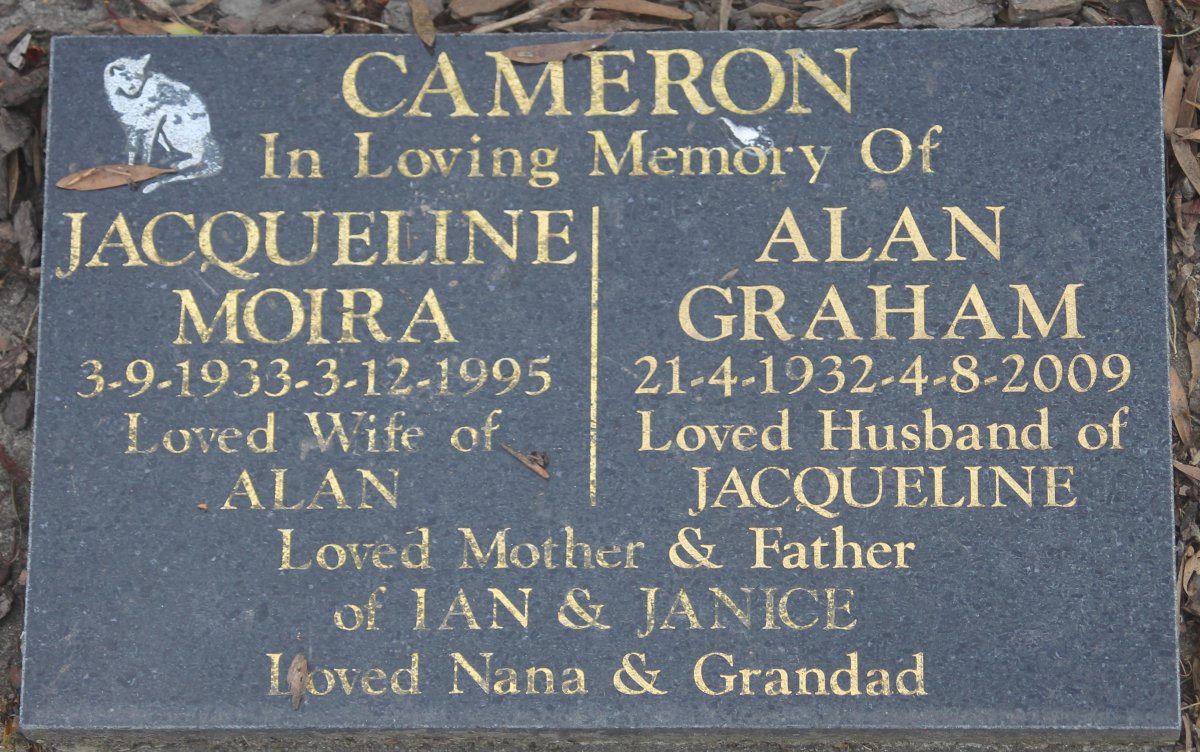 CAMERON
In Loving Memory Of
JACQUELINE
MOIRA
3-9-1933-3-12-1995
Loved Wife of
ALAN
ALAN
GRAHAM
21-4-1932-4-8-2009
Loved Husband of
JACQUELINE
Loved Mother & Father
of IAN & JANICE
Loved Nana & Grandad